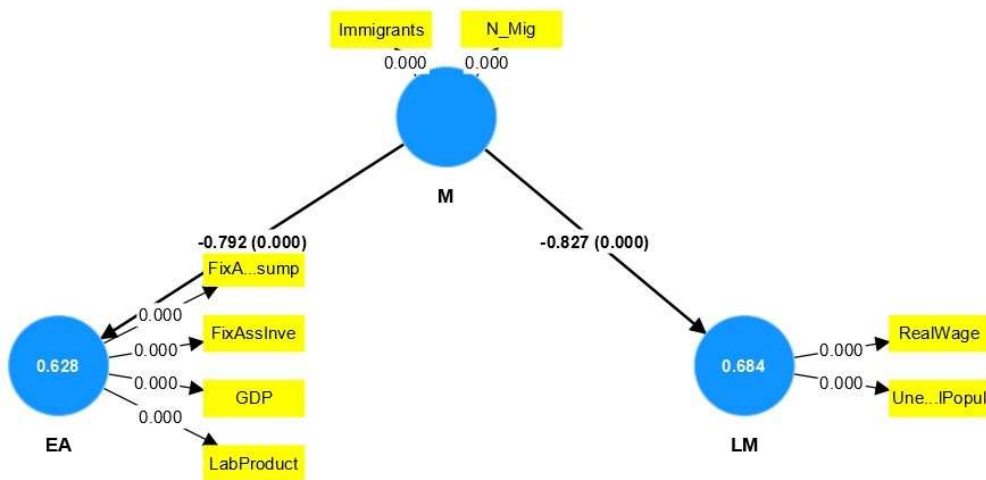 Immigrants
N_Mig
0.000
0.000
M
-0.792 (0.000)
-0.827 (0.000)
FixA...sump
0.000
FixAssInve
0.000
0.628
0.000
GDP
0.000
EA
LabProduct
RealWage
0.000
0.684
0.000
Une...lPopul
LM